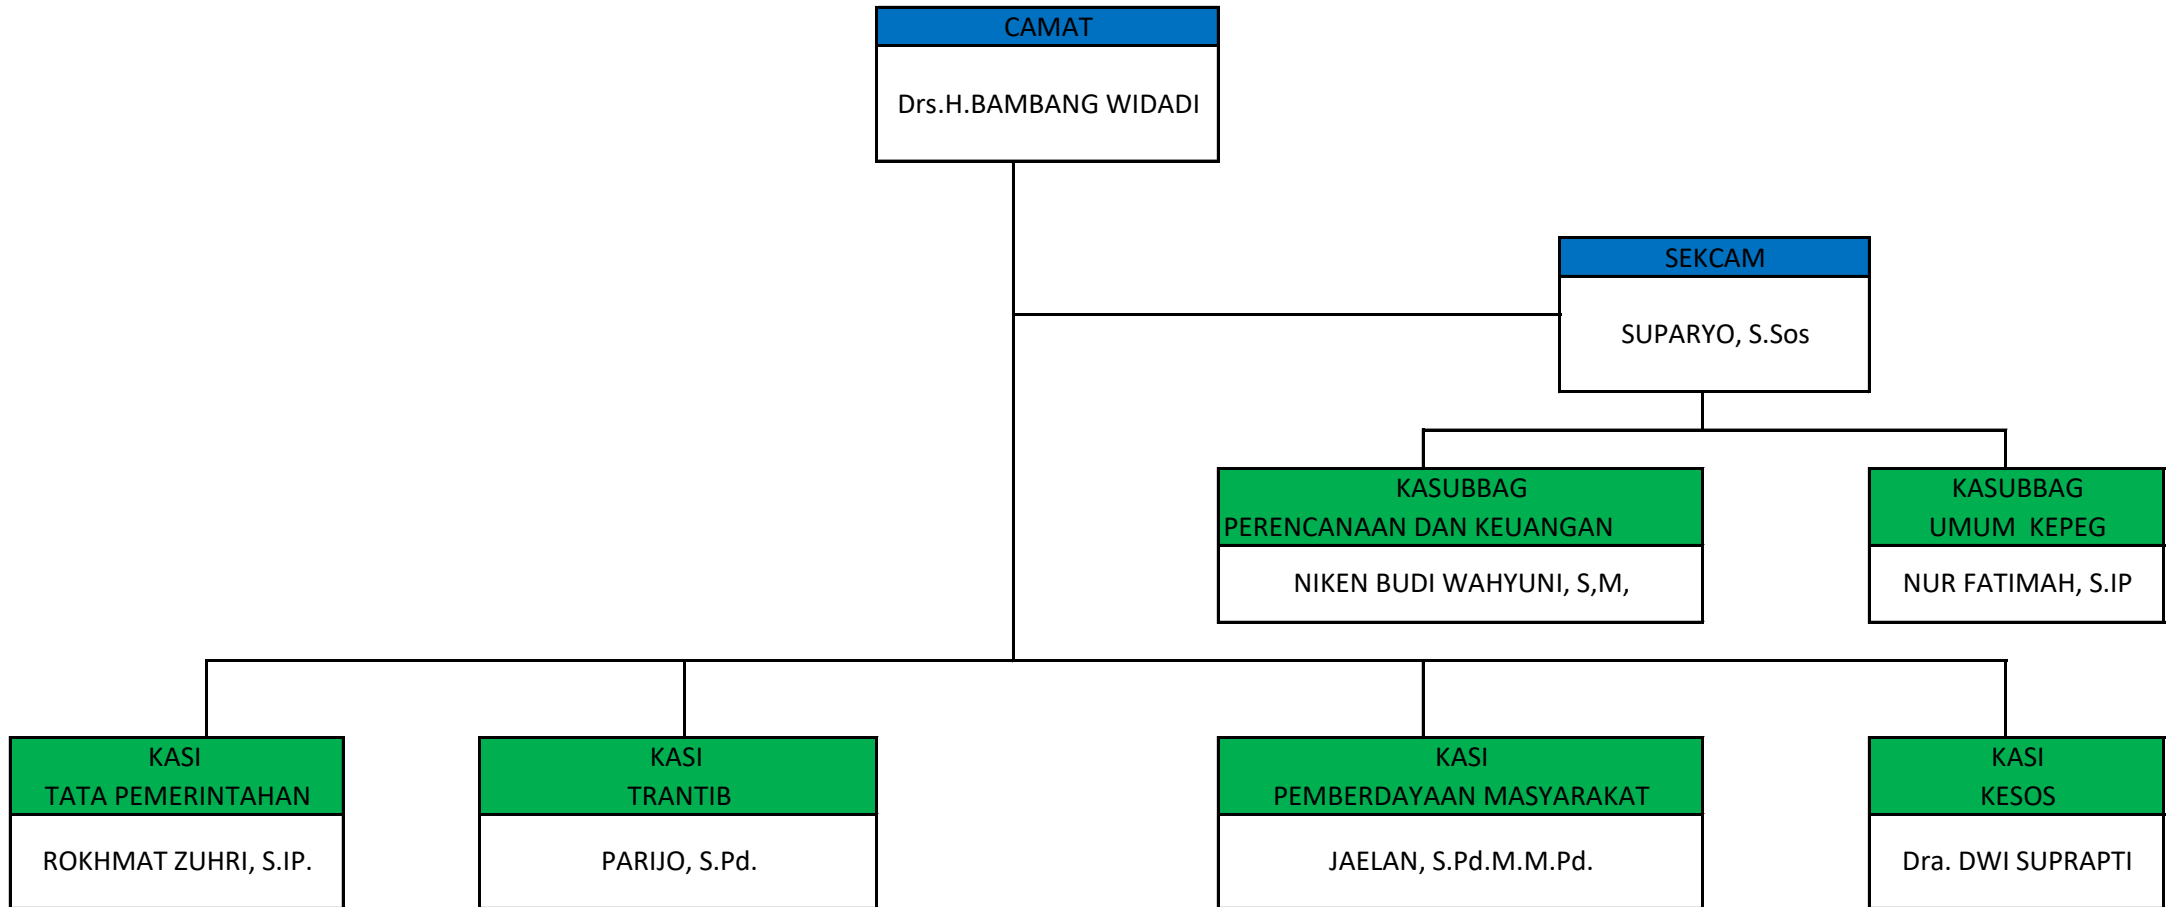 CAMAT
Drs.H.BAMBANG WIDADI
SEKCAM
SUPARYO, S.Sos
KASUBBAG
PERENCANAAN DAN KEUANGAN
NIKEN BUDI WAHYUNI, S,M,
KASUBBAG
UMUM  KEPEG
NUR FATIMAH, S.IP
KASI
TATA PEMERINTAHAN
ROKHMAT ZUHRI, S.IP.
KASI
TRANTIB
PARIJO, S.Pd.
KASI
PEMBERDAYAAN MASYARAKAT
JAELAN, S.Pd.M.M.Pd.
KASI
KESOS
Dra. DWI SUPRAPTI